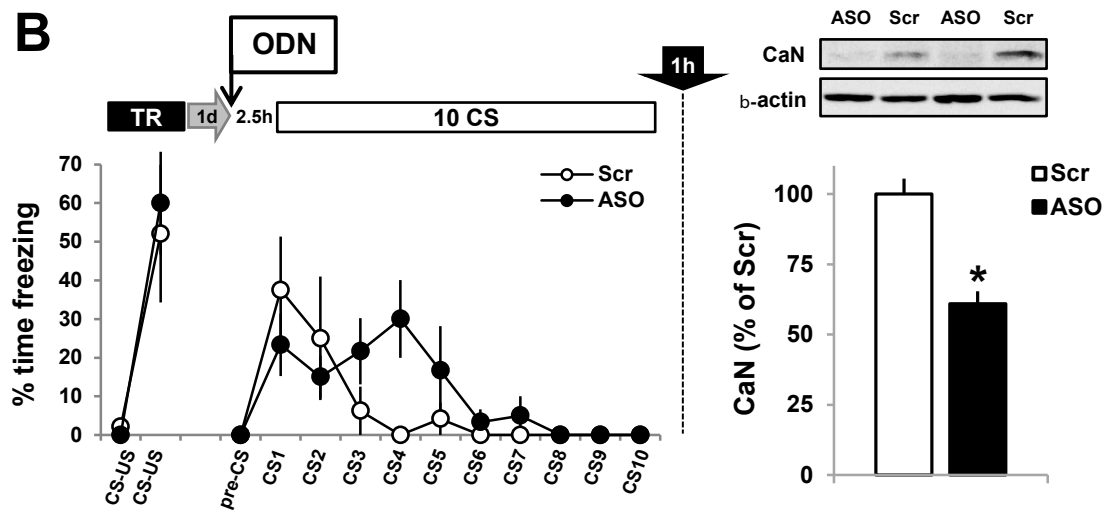 B
ODN
TR
1d
2.5h
10 CS
1h
ASO Scr ASO Scr
CaN
b-actin
% time freezing
70
60
50
40
30
20
10
0
Scr
ASO
CS-US
CS-US
pre-CS
CS1
CS2
CS3
CS4
CS5
CS6
CS7
CS8
CS9
CS10
CaN (% of Scr)
100
75
50
25
0
Scr
ASO
*